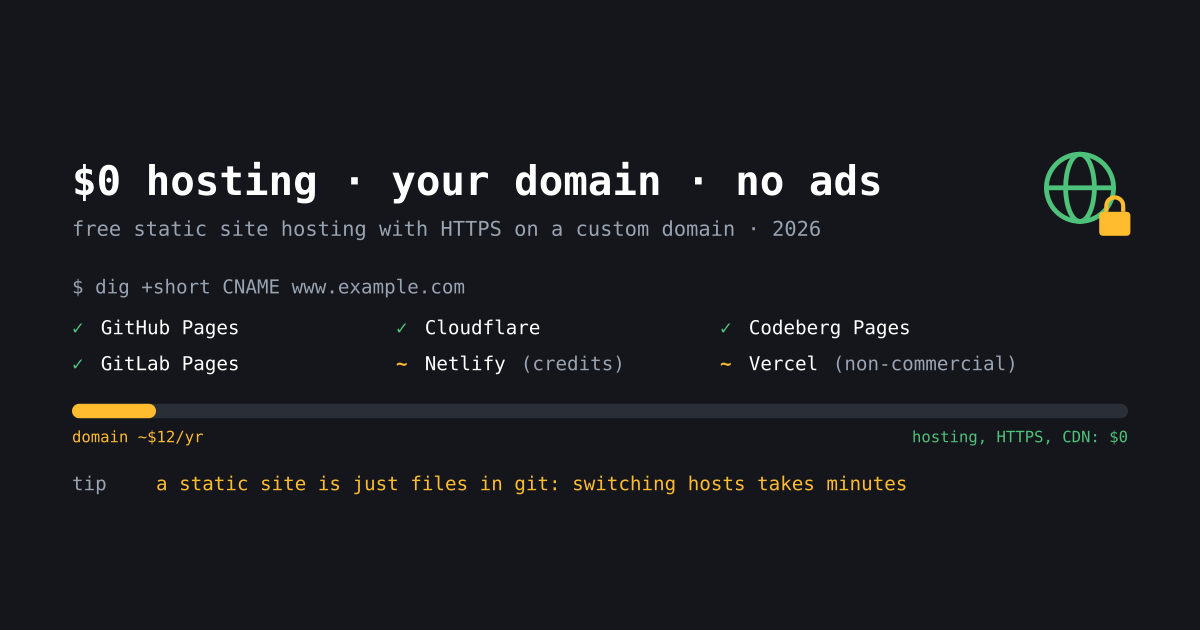 $0 hosting · your domain · no ads
free static site hosting with HTTPS on a custom domain · 2026
$ dig +short CNAME www.example.com
✓ GitHub Pages ✓ Cloudflare ✓ Codeberg Pages
✓ GitLab Pages ~ Netlify (credits) ~ Vercel (non-commercial)
domain ~$12/yr hosting, HTTPS, CDN: $0
tip a static site is just files in git: switching hosts takes minutes